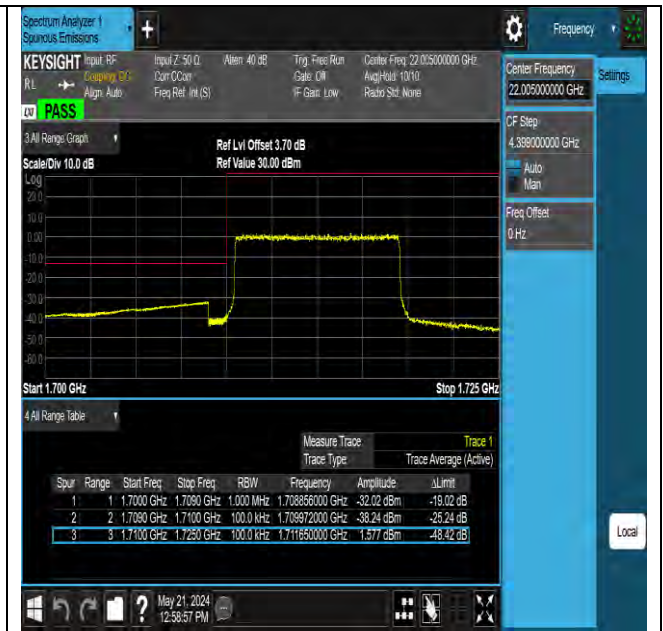 Spectrum Analyzer 1
Spurious Emissions
+
Frequency
KEYSIGHT Input: RF Input Z: 50 Ω Atten: 40 dB Trig: Free Run Center Freq: 22.005000000 GHz
RL Coupling: DC Corr CCorr Gate: Off Avg|Hold: 10/10
Align: Auto Freq Ref: Int (S) IF Gain: Low Radio Std: None
PASS
Center Frequency
22.005000000 GHz
Settings
CF Step
4.399000000 GHz
Auto
Man
Freq Offset
0 Hz
3 All Range Graph
Ref Lvl Offset 3.70 dB
Scale/Div 10.0 dB Ref Value 30.00 dBm
Log
20.0
10.0
0.00
-10.0
-20.0
-30.0
-40.0
-50.0
-60.0
Start 1.700 GHz Stop 1.725 GHz
4 All Range Table
Measure Trace Trace 1
Trace Type Trace Average (Active)
Spur Range Start Freq Stop Freq RBW Frequency Amplitude ΔLimit
1 1 1.7000 GHz 1.7090 GHz 1.000 MHz 1.708856000 GHz -32.02 dBm -19.02 dB
2 2 1.7090 GHz 1.7100 GHz 100.0 kHz 1.709972000 GHz -38.24 dBm -25.24 dB
3 3 1.7100 GHz 1.7250 GHz 100.0 kHz 1.711650000 GHz 1.577 dBm -48.42 dB
Local
? May 21, 2024
12:58:57 PM